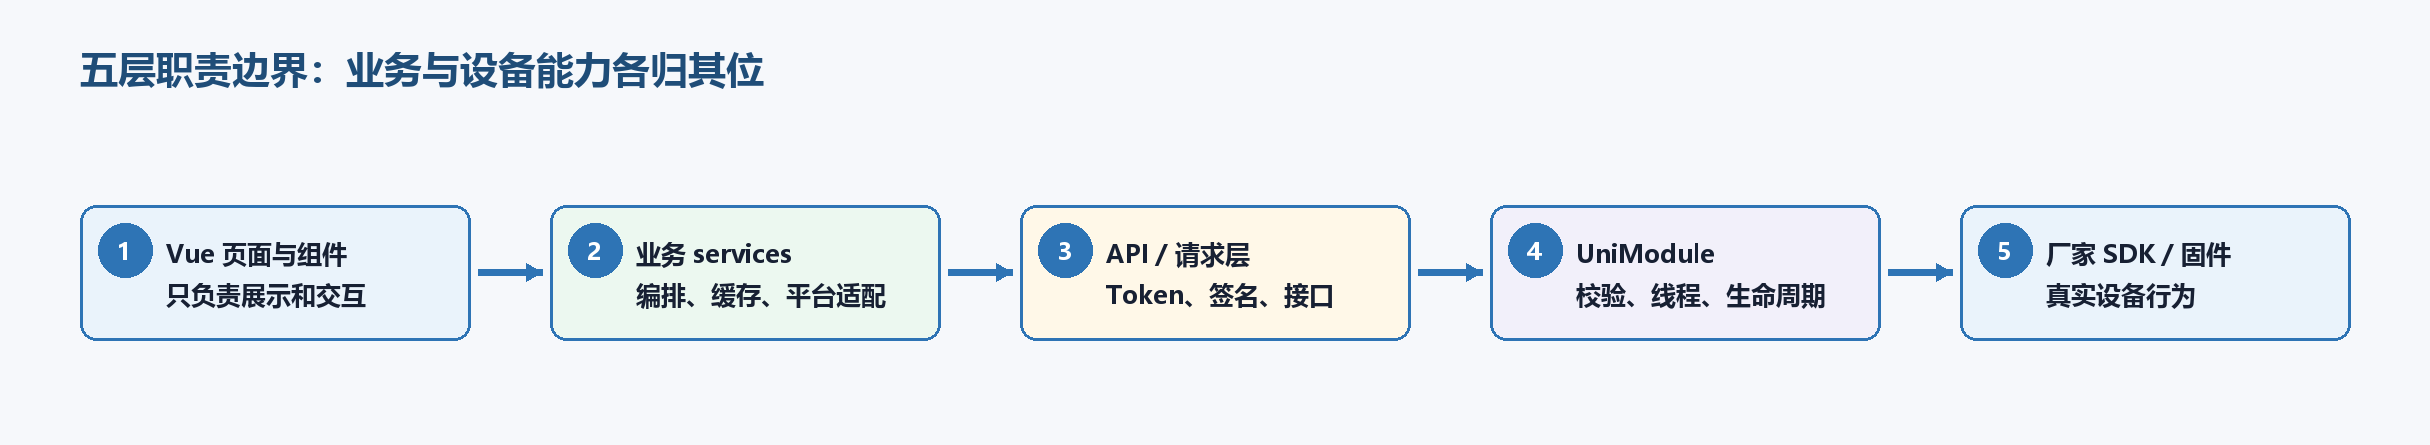 五层职责边界：业务与设备能力各归其位
1
Vue 页面与组件
只负责展示和交互
2
业务 services
编排、缓存、平台适配
3
API / 请求层
Token、签名、接口
4
UniModule
校验、线程、生命周期
5
厂家 SDK / 固件
真实设备行为